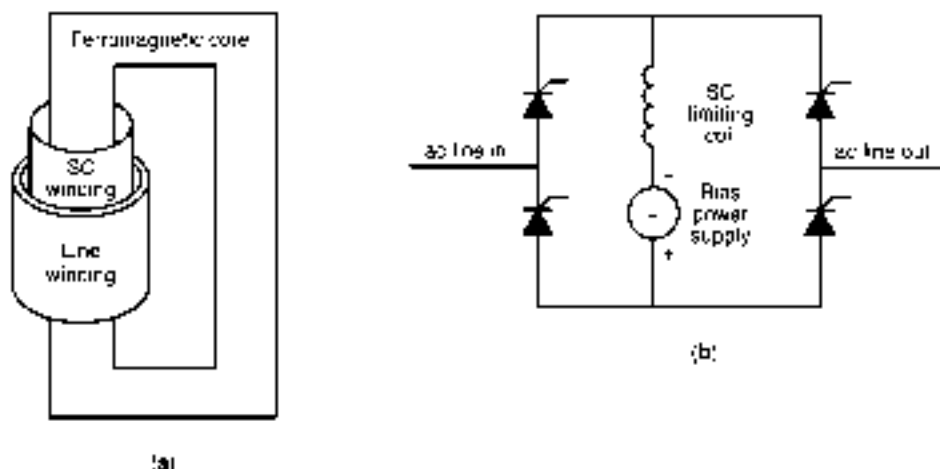 Ferromagnetic core
SC
winding
Line
winding
(a)
ac line in
SC
limiting
coil
-
Bias
power
supply
-
+
ac line out
(b)